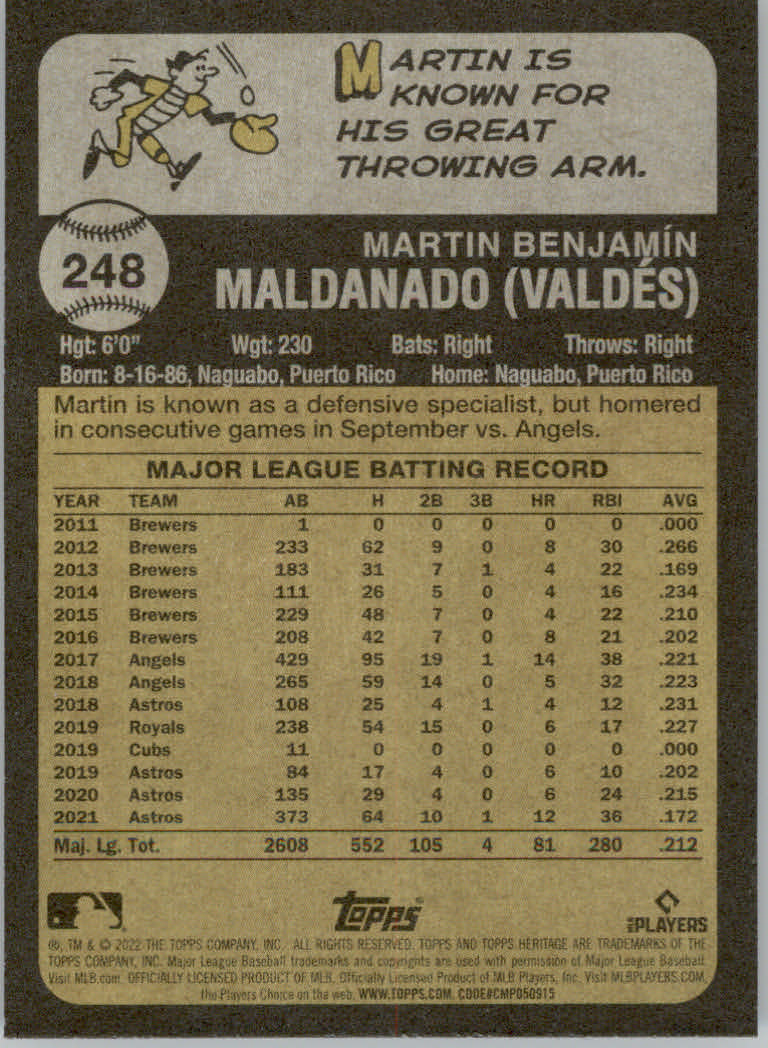 MARTIN IS
KNOWN FOR
HIS GREAT
THROWING ARM.
248
MARTIN BENJAMÍN
MALDANADO (VALDÉS)
Hgt: 6'0" Wgt: 230 Bats: Right Throws: Right
Born: 8-16-86, Naguabo, Puerto Rico Home: Naguabo, Puerto Rico
Martin is known as a defensive specialist, but homered
in consecutive games in September vs. Angels.
MAJOR LEAGUE BATTING RECORD
YEAR TEAM AB H 2B 3B HR RBI AVG
2011 Brewers 1 0 0 0 0 0 .000
2012 Brewers 233 62 9 0 8 30 .266
2013 Brewers 183 31 7 1 4 22 .169
2014 Brewers 111 26 5 0 4 16 .234
2015 Brewers 229 48 7 0 4 22 .210
2016 Brewers 208 42 7 0 8 21 .202
2017 Angels 429 95 19 1 14 38 .221
2018 Angels 265 59 14 0 5 32 .223
2018 Astros 108 25 4 1 4 12 .231
2019 Royals 238 54 15 0 6 17 .227
2019 Cubs 11 0 0 0 0 0 .000
2019 Astros 84 17 4 0 6 10 .202
2020 Astros 135 29 4 0 6 24 .215
2021 Astros 373 64 10 1 12 36 .172
Maj. Lg. Tot. 2608 552 105 4 81 280 .212
Topps
MLB PLAYERS
®, TM & © 2022 THE TOPPS COMPANY, INC. ALL RIGHTS RESERVED. TOPPS AND TOPPS HERITAGE ARE TRADEMARKS OF THE
TOPPS COMPANY, INC. Major League Baseball trademarks and copyrights are used with permission of Major League Baseball.
Visit MLB.com. OFFICIALLY LICENSED PRODUCT OF MLB. Officially Licensed Product of MLB Players, Inc. Visit MLBPLAYERS.COM,
the Players Choice on the web. WWW.TOPPS.COM. CODE#CMP050915